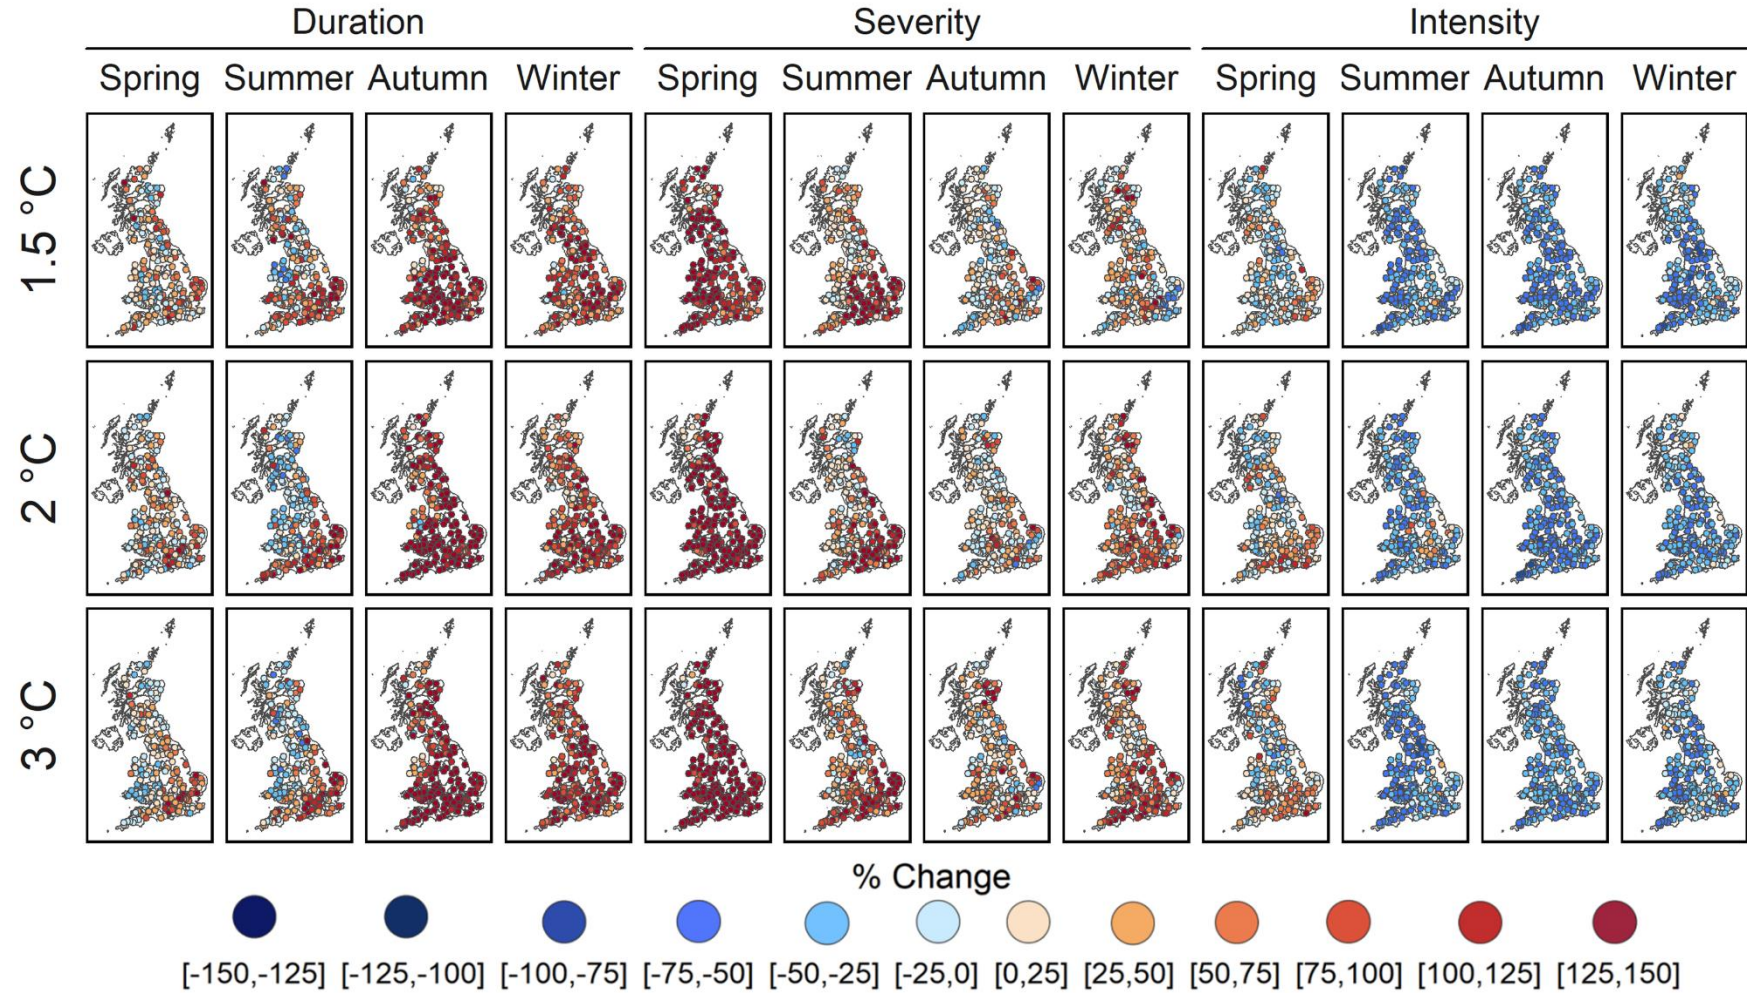 Duration Severity Intensity
Spring Summer Autumn Winter Spring Summer Autumn Winter Spring Summer Autumn Winter
1.5 °C
2 °C
3 °C
% Change
[-150,-125] [-125,-100] [-100,-75] [-75,-50] [-50,-25] [-25,0] [0,25] [25,50] [50,75] [75,100] [100,125] [125,150]